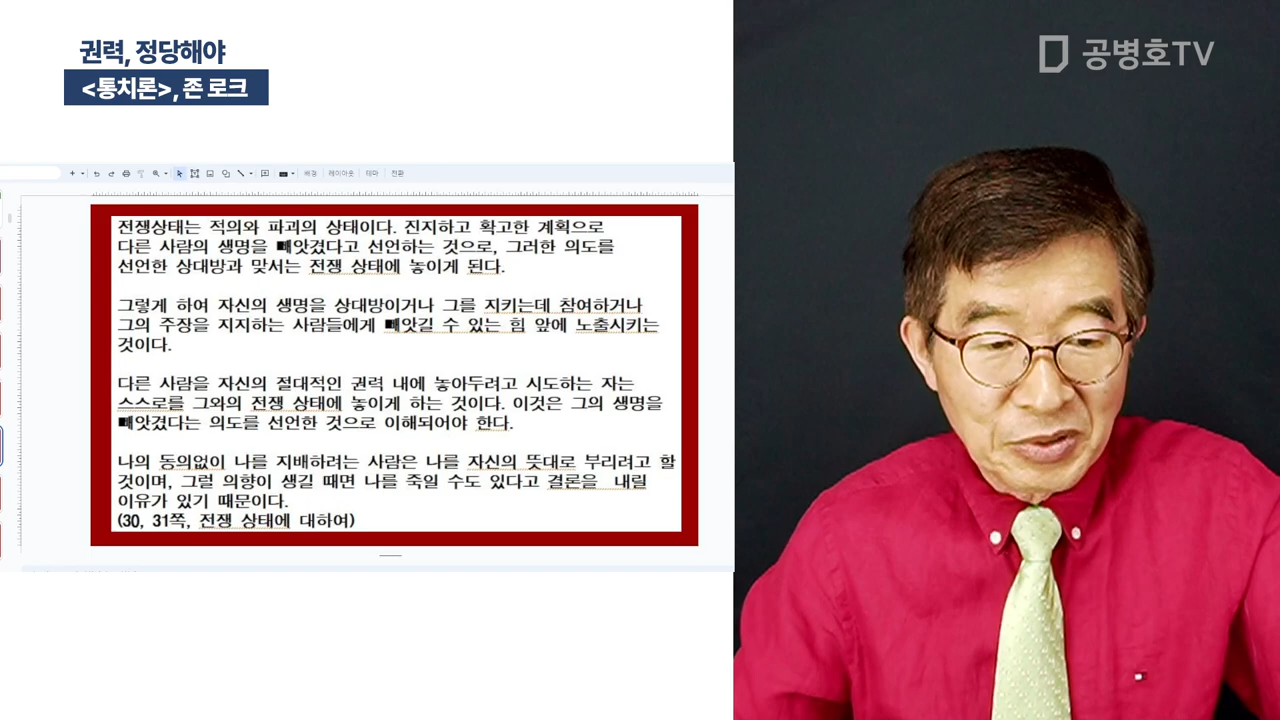 권력, 정당해야
<통치론>, 존 로크
공병호TV
배경 레이아웃 테마 전환
전쟁상태는 적의와 파괴의 상태이다. 진지하고 확고한 계획으로
다른 사람의 생명을 빼앗겠다고 선언하는 것으로, 그러한 의도를
선언한 상대방과 맞서는 전쟁 상태에 놓이게 된다.
그렇게 하여 자신의 생명을 상대방이거나 그를 지키는데 참여하거나
그의 주장을 지지하는 사람들에게 빼앗길 수 있는 힘 앞에 노출시키는
것이다.
다른 사람을 자신의 절대적인 권력 내에 놓아두려고 시도하는 자는
스스로를 그와의 전쟁 상태에 놓이게 하는 것이다. 이것은 그의 생명을
빼앗겠다는 의도를 선언한 것으로 이해되어야 한다.
나의 동의없이 나를 지배하려는 사람은 나를 자신의 뜻대로 부리려고 할
것이며, 그럴 의향이 생길 때면 나를 죽일 수도 있다고 결론을 내릴
이유가 있기 때문이다.
(30, 31쪽, 전쟁 상태에 대하여)